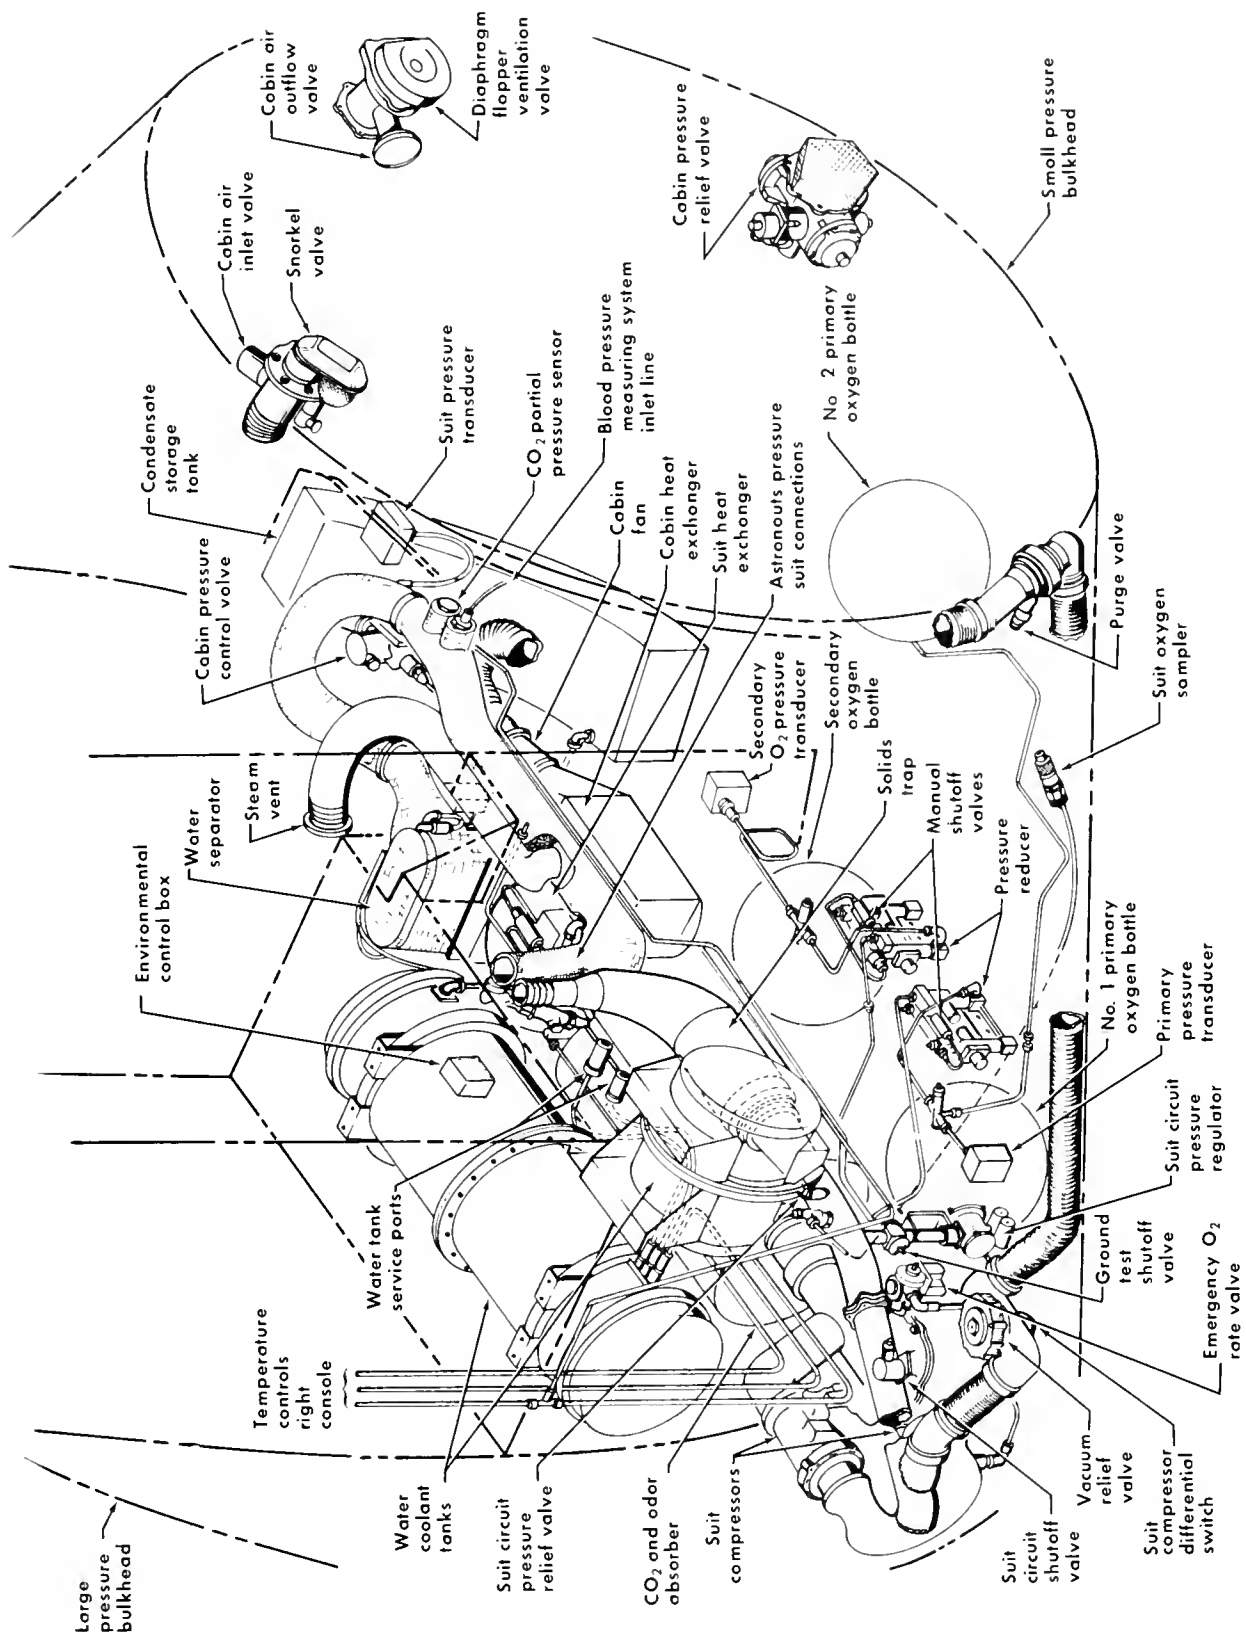 Large
pressure
bulkhead
Temperature
controls
right
console
Water
coolant
tanks
Suit circuit
pressure
relief valve
CO2 and odor
absorber
Suit
compressors
Suit
circuit
shutoff
valve
Vacuum
relief
valve
Suit
compressor
differential
switch
Emergency O2
rate valve
Ground
test
shutoff
valve
Suit circuit
pressure
regulator
Primary
pressure
transducer
No. 1 primary
oxygen bottle
Pressure
reducer
Manual
shutoff
valves
Solids
trap
Secondary
oxygen
bottle
Secondary
O2 pressure
transducer
Suit oxygen
sampler
Purge valve
No. 2 primary
oxygen bottle
Small pressure
bulkhead
Cabin pressure
relief valve
Diaphragm
flopper
ventilation
valve
Cabin air
outflow
valve
Cabin air
inlet valve
Snorkel
valve
Condensate
storage
tank
Suit pressure
transducer
CO2 partial
pressure sensor
Blood pressure
measuring system
inlet line
Cabin
fan
Cabin heat
exchanger
Suit heat
exchanger
Astronauts pressure
suit connections
Cabin pressure
control valve
Steam
vent
Water
separator
Environmental
control box
Water tank
service ports